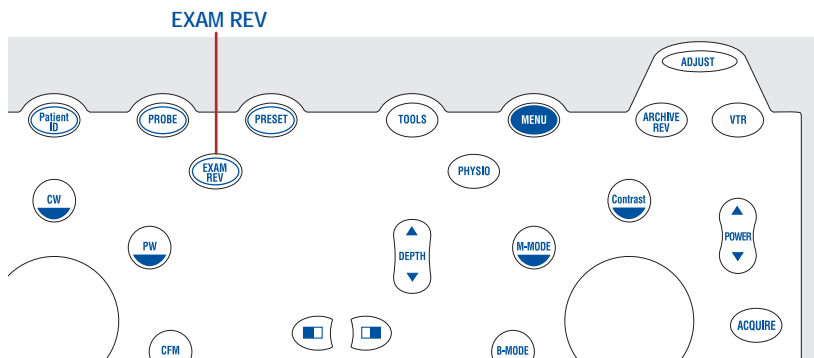 EXAM REV
ADJUST
Patient
ID
PROBE
PRESET
TOOLS
MENU
ARCHIVE
REV
VTR
EXAM
REV
PHYSIO
CW
Contrast
PW
DEPTH
M-MODE
POWER
ACQUIRE
CFM
B-MODE